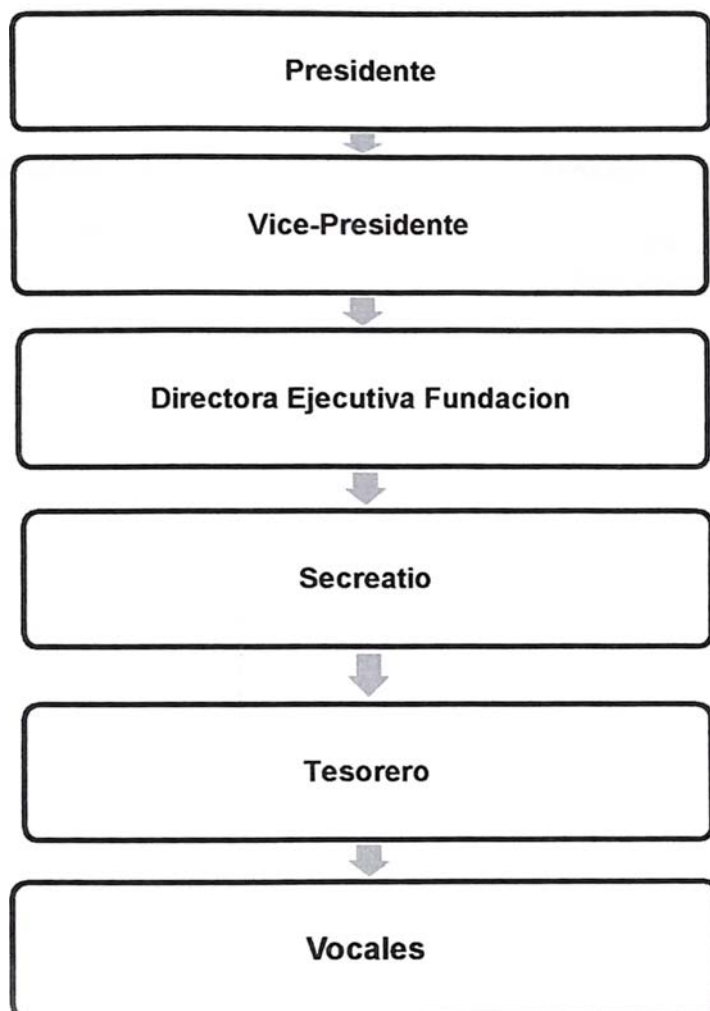 Presidente
Vice-Presidente
Directora Ejecutiva Fundacion
Secreatio
Tesorero
Vocales